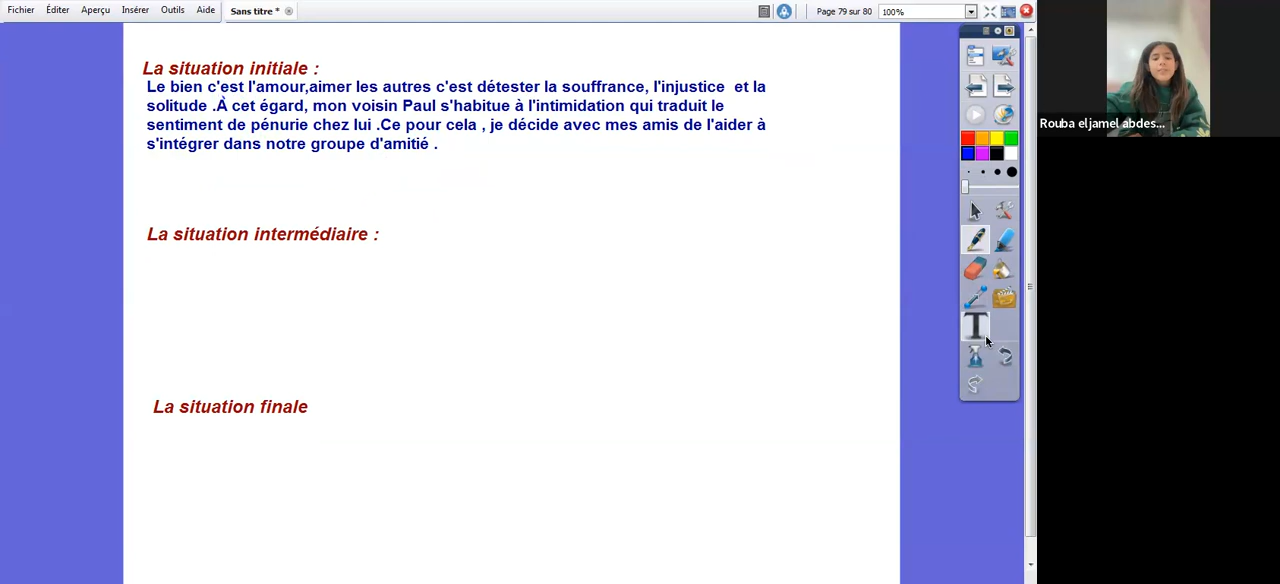 Fichier Éditer Aperçu Insérer Outils Aide Sans titre * Page 79 sur 80 100%
La situation initiale :
Le bien c'est l'amour,aimer les autres c'est détester la souffrance, l'injustice et la
solitude .À cet égard, mon voisin Paul s'habitue à l'intimidation qui traduit le
sentiment de pénurie chez lui .Ce pour cela , je décide avec mes amis de l'aider à
s'intégrer dans notre groupe d'amitié .
La situation intermédiaire :
La situation finale
T
Rouba eljamel abdes...